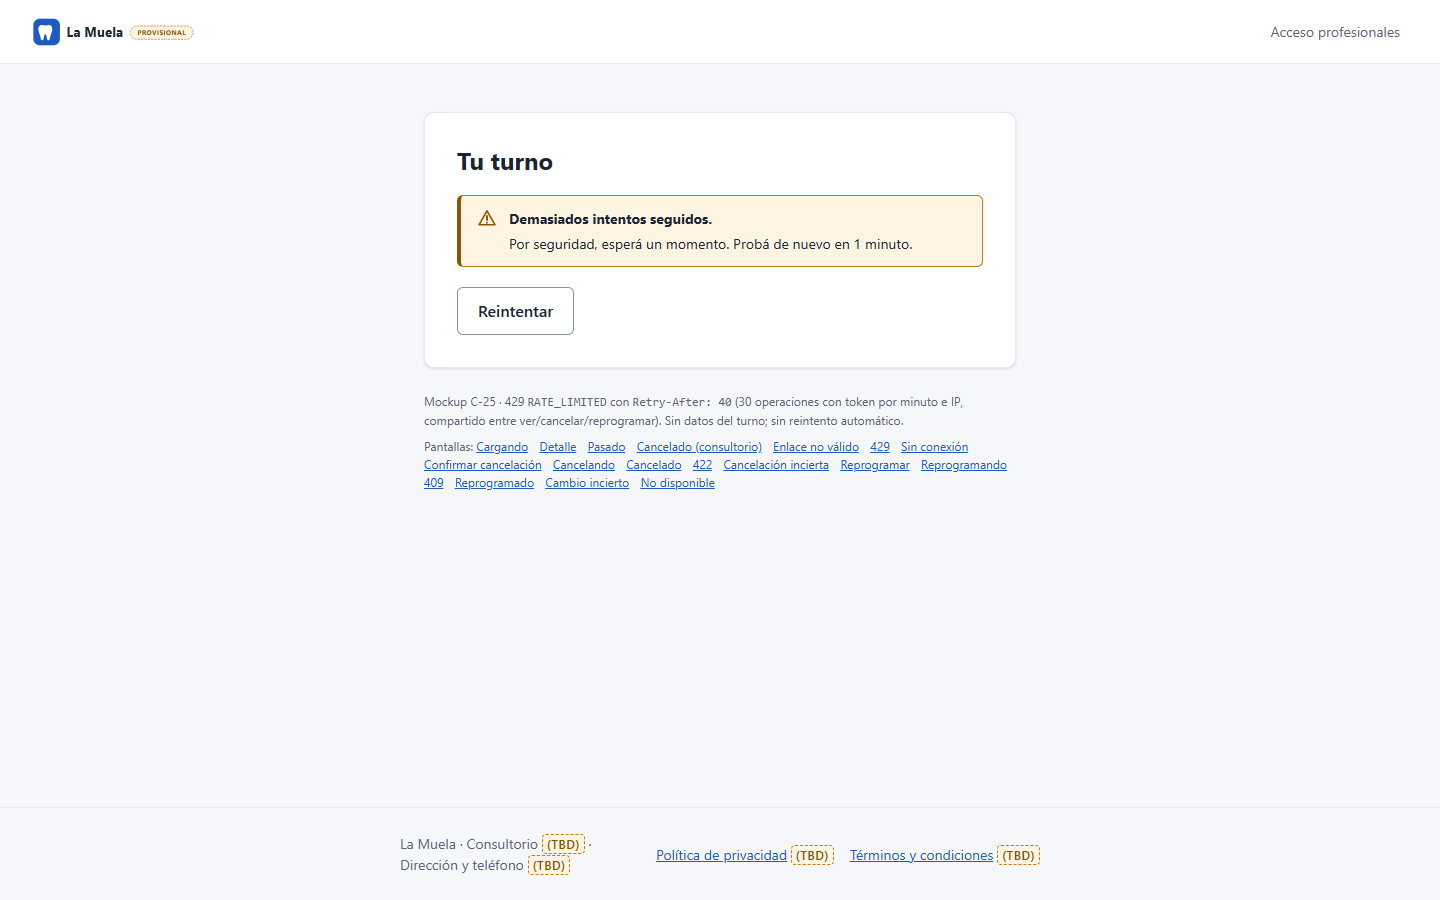 La Muela PROVISIONAL
Acceso profesionales
Tu turno
Demasiados intentos seguidos.
Por seguridad, esperá un momento. Probá de nuevo en 1 minuto.
Reintentar
Mockup C-25 · 429 RATE_LIMITED con Retry-After: 40 (30 operaciones con token por minuto e IP,
compartido entre ver/cancelar/reprogramar). Sin datos del turno; sin reintento automático.
Pantallas: Cargando Detalle Pasado Cancelado (consultorio) Enlace no válido 429 Sin conexión
Confirmar cancelación Cancelando Cancelado 422 Cancelación incierta Reprogramar Reprogramando
409 Reprogramado Cambio incierto No disponible
La Muela · Consultorio (TBD) ·
Dirección y teléfono (TBD)
Política de privacidad (TBD) Términos y condiciones (TBD)